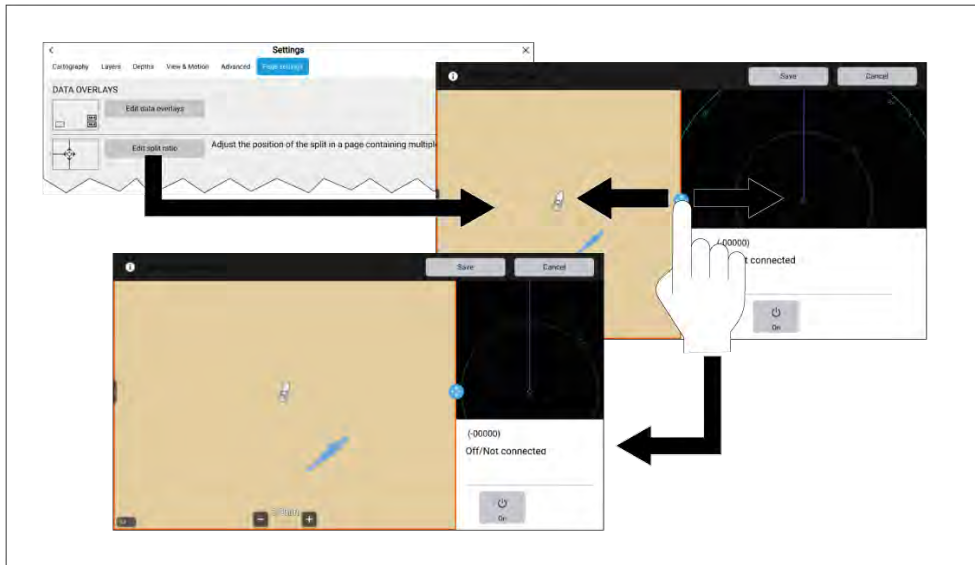 Settings
Cartography Layers Depths View & Motion Advanced Page settings
DATA OVERLAYS
Edit data overlays
Edit split ratio
Adjust the position of the split in a page containing multiple
Save Cancel
(-00000)
t connected
On
Save Cancel
(-00000)
Off/Not connected
On